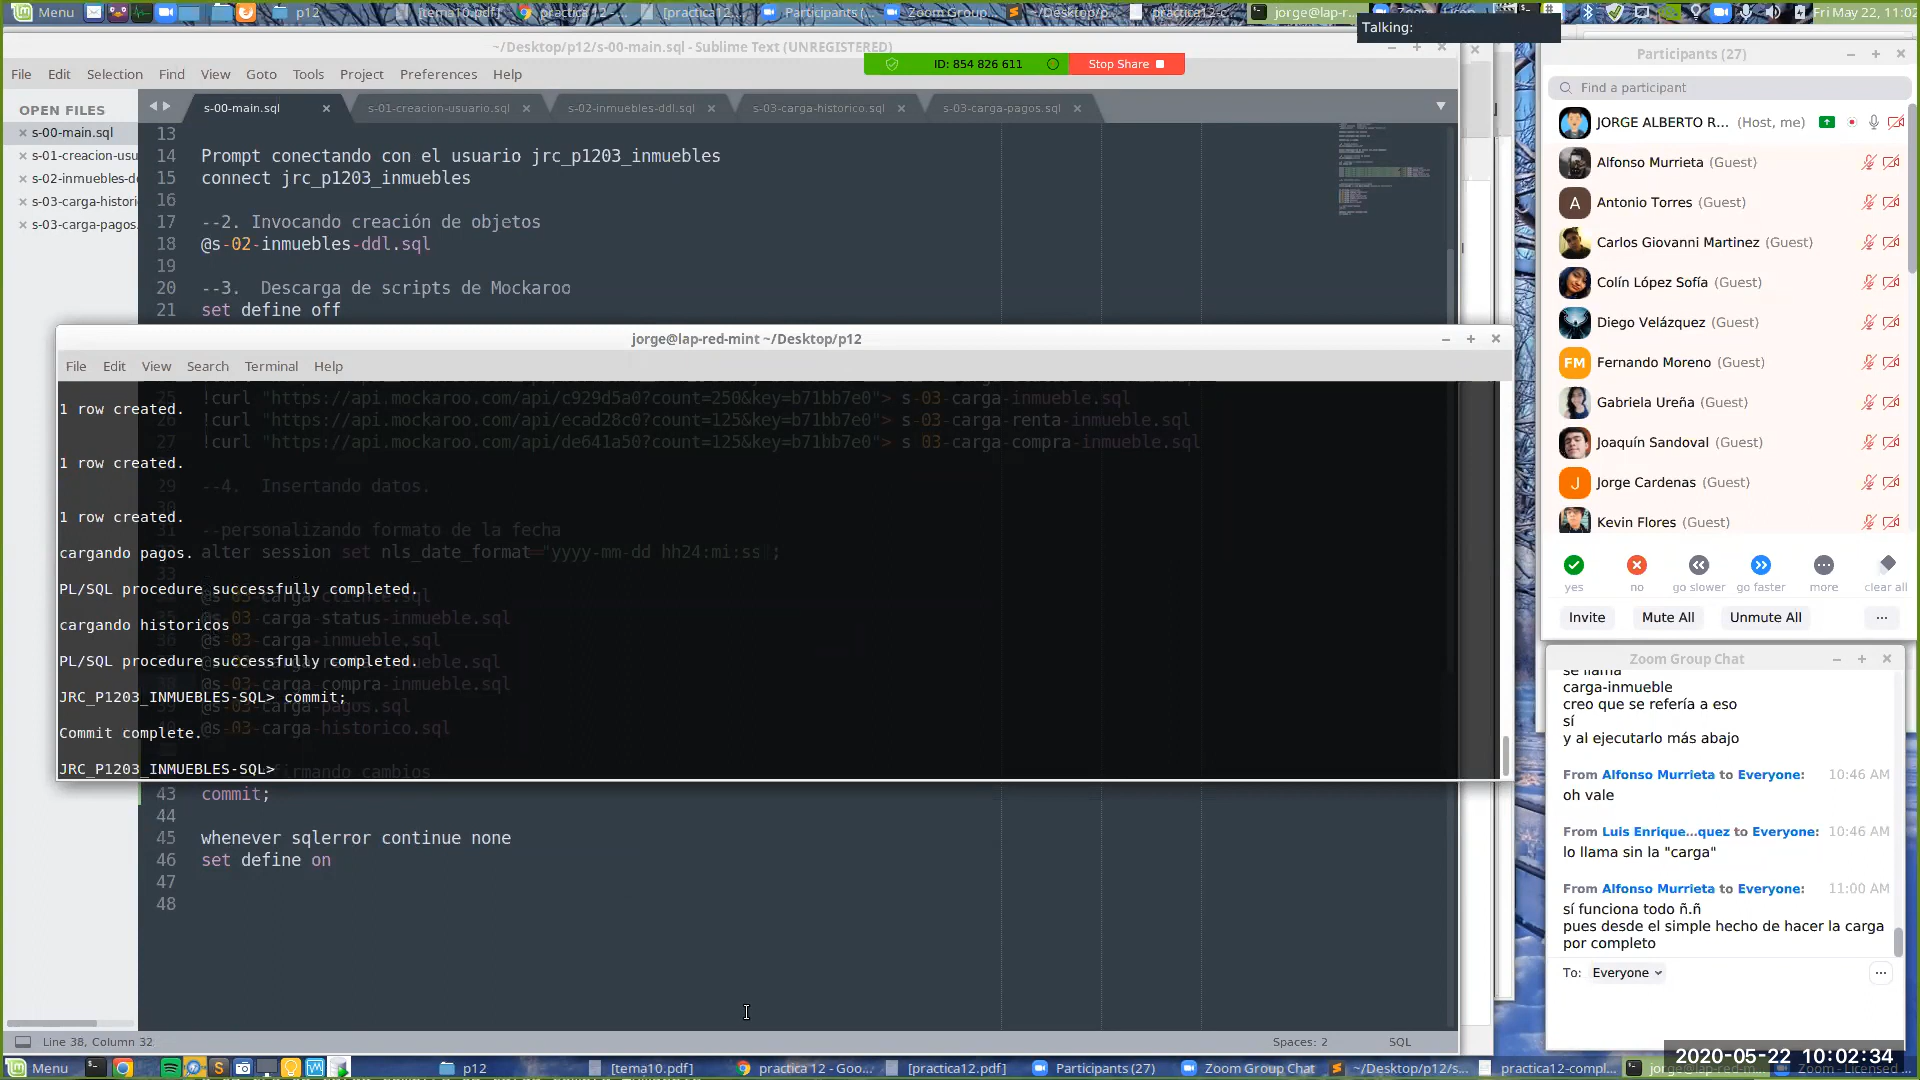 Menu
p12
[tema10.pdf]
practica 12 -...
[practica12...
Participants (...
Zoom Group...
~/Desktop/p...
practica12-c...
jorge@lap-r...
Fri May 22, 11:02
Talking:
~/Desktop/p12/s-00-main.sql - Sublime Text (UNREGISTERED)
ID: 854 826 611
Stop Share
File Edit Selection Find View Goto Tools Project Preferences Help
OPEN FILES
s-00-main.sql
s-01-creacion-usu
s-02-inmuebles-d
s-03-carga-histori
s-03-carga-pagos.
s-00-main.sql
s-01-creacion-usuario.sql
s-02-inmuebles-ddl.sql
s-03-carga-historico.sql
s-03-carga-pagos.sql
13
14 Prompt conectando con el usuario jrc_p1203_inmuebles
15 connect jrc_p1203_inmuebles
16
17 --2. Invocando creación de objetos
18 @s-02-inmuebles-ddl.sql
19
20 --3.  Descarga de scripts de Mockaroo
21 set define off
jorge@lap-red-mint ~/Desktop/p12
File Edit View Search Terminal Help
25 !curl "https://api.mockaroo.com/api/c929d5a0?count=250&key=b71bb7e0"> s-03-carga-inmueble.sql
1 row created.
26 !curl "https://api.mockaroo.com/api/ecad28c0?count=125&key=b71bb7e0"> s-03-carga-renta-inmueble.sql
27 !curl "https://api.mockaroo.com/api/de641a50?count=125&key=b71bb7e0"> s-03-carga-compra-inmueble.sql
1 row created.
29 --4.  Insertando datos.
1 row created.
--personalizando formato de la fecha
cargando pagos.
alter session set nls_date_format="yyyy-mm-dd hh24:mi:ss";
PL/SQL procedure successfully completed.
@s-03-carga-cliente.sql
@s-03-carga-status-inmueble.sql
cargando historicos
@s-03-carga-inmueble.sql
PL/SQL procedure successfully completed.
@s-03-carga-compra-inmueble.sql
JRC_P1203_INMUEBLES-SQL> commit;
@s-03-carga-pagos.sql
@s-03-carga-historico.sql
Commit complete.
JRC_P1203_INMUEBLES-SQL>
43 commit;
44
45 whenever sqlerror continue none
46 set define on
47
48
Line 38, Column 32
Spaces: 2
SQL
Participants (27)
Find a participant
JORGE ALBERTO R... (Host, me)
Alfonso Murrieta (Guest)
A Antonio Torres (Guest)
Carlos Giovanni Martinez (Guest)
Colín López Sofía (Guest)
Diego Velázquez (Guest)
FM Fernando Moreno (Guest)
Gabriela Ureña (Guest)
Joaquín Sandoval (Guest)
J Jorge Cardenas (Guest)
Kevin Flores (Guest)
yes no go slower go faster more clear all
Invite Mute All Unmute All ...
Zoom Group Chat
se llama
carga-inmueble
creo que se refería a eso
sí
y al ejecutarlo más abajo
From Alfonso Murrieta to Everyone: 10:46 AM
oh vale
From Luis Enrique...quez to Everyone: 10:46 AM
lo llama sin la "carga"
From Alfonso Murrieta to Everyone: 11:00 AM
sí funciona todo ñ.ñ
pues desde el simple hecho de hacer la carga
por completo
To: Everyone
2020-05-22 10:02:34
Menu
p12
[tema10.pdf]
practica 12 - Goo...
[practica12.pdf]
Participants (27)
Zoom Group Chat
~/Desktop/p12/s...
practica12-compl...
jorge@lap-red-m...
Zoom - Licensed ...